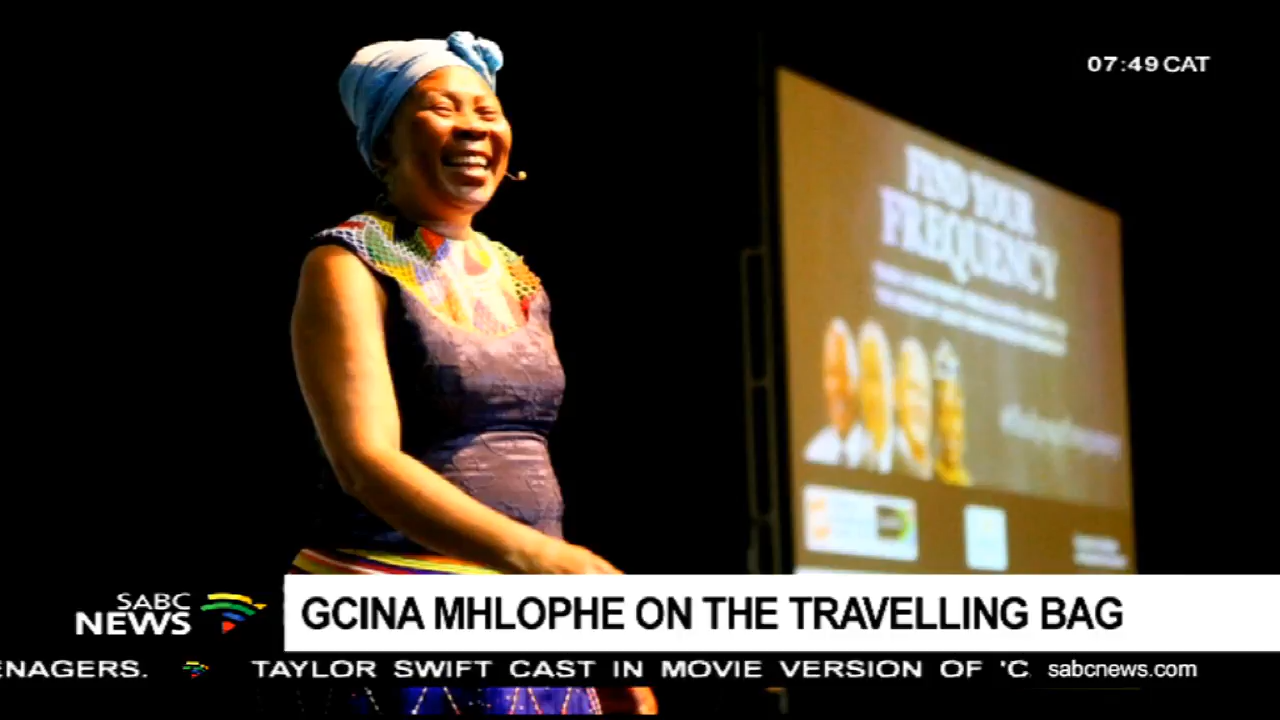 07:49 CAT
FIND YOUR
FREQUENCY
SABC
NEWS
GCINA MHLOPHE ON THE TRAVELLING BAG
ENAGERS. TAYLOR SWIFT CAST IN MOVIE VERSION OF 'C
sabcnews.com